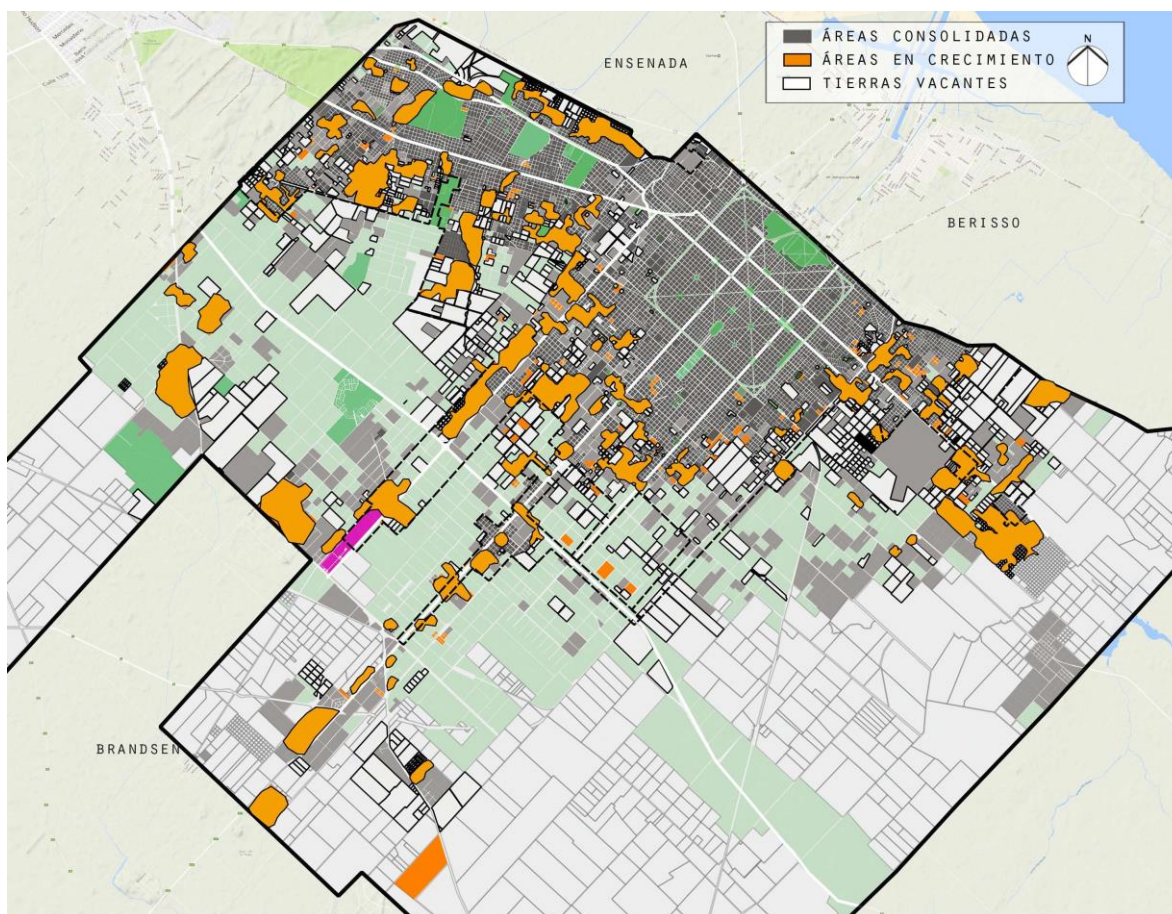 ÁREAS CONSOLIDADAS
ÁREAS EN CRECIMIENTO
TIERRAS VACANTES
N
ENSENADA
BERISSO
BRANDSEN